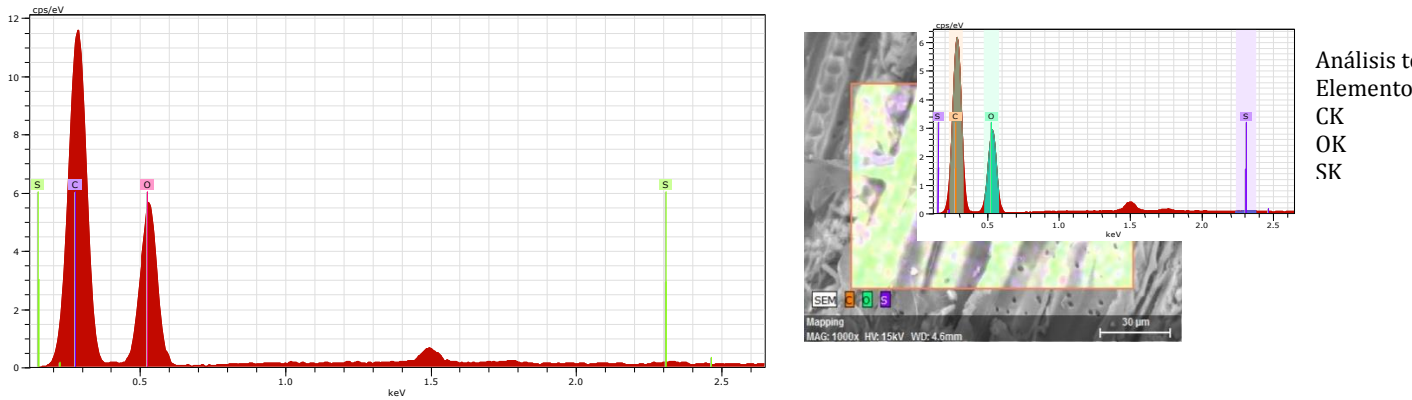 cps/eV
12
10
8
6
4
2
0
S
C
O
S
0.5
1.0
1.5
2.0
2.5
keV
cps/eV
6
5
4
3
2
1
0
S
C
O
S
0.5
1.0
1.5
2.0
2.5
keV
SEM C O S
Mapping
30 µm
MAG: 1000x HV: 15kV WD: 4.6mm
Análisis
Elemento
CK
OK
SK